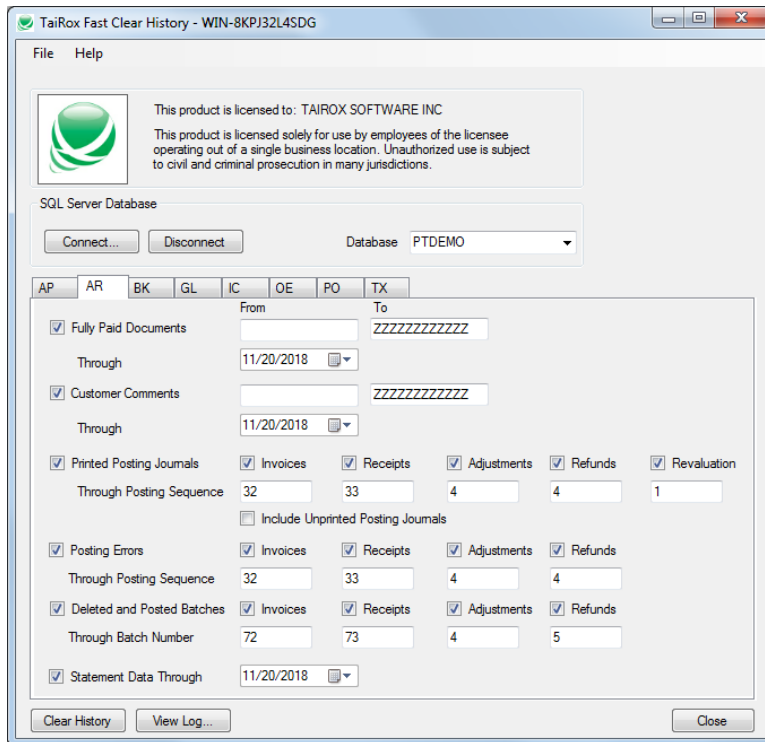 TaiRox Fast Clear History - WIN-8KPJ32L4SDG
File Help
This product is licensed to: TAIROX SOFTWARE INC
This product is licensed solely for use by employees of the licensee
operating out of a single business location. Unauthorized use is subject
to civil and criminal prosecution in many jurisdictions.
SQL Server Database
Connect... Disconnect Database PTDEMO
AP AR BK GL IC OE PO TX
From To
Fully Paid Documents ZZZZZZZZZZZZ
Through 11/20/2018
Customer Comments ZZZZZZZZZZZZ
Through 11/20/2018
Printed Posting Journals Invoices Receipts Adjustments Refunds Revaluation
Through Posting Sequence 32 33 4 4 1
Include Unprinted Posting Journals
Posting Errors Invoices Receipts Adjustments Refunds
Through Posting Sequence 32 33 4 4
Deleted and Posted Batches Invoices Receipts Adjustments Refunds
Through Batch Number 72 73 4 5
Statement Data Through 11/20/2018
Clear History View Log... Close